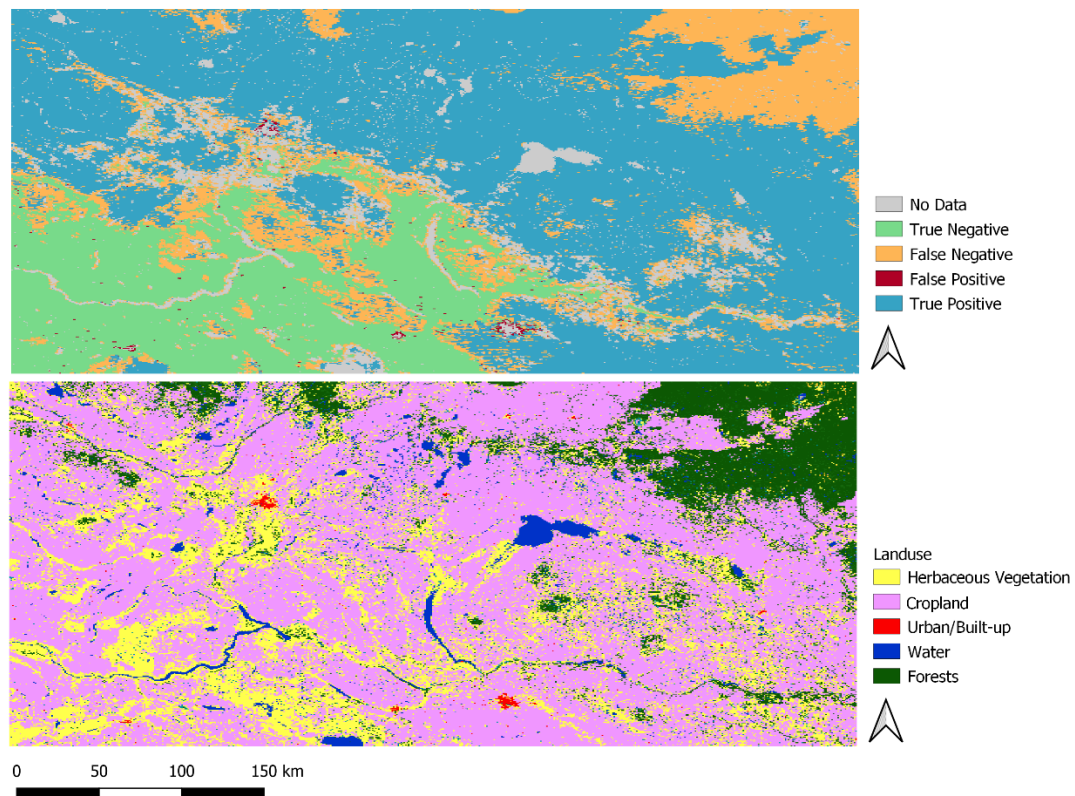 No Data
True Negative
False Negative
False Positive
True Positive
Landuse
Herbaceous Vegetation
Cropland
Urban/Built-up
Water
Forests
0 50 100 150 km